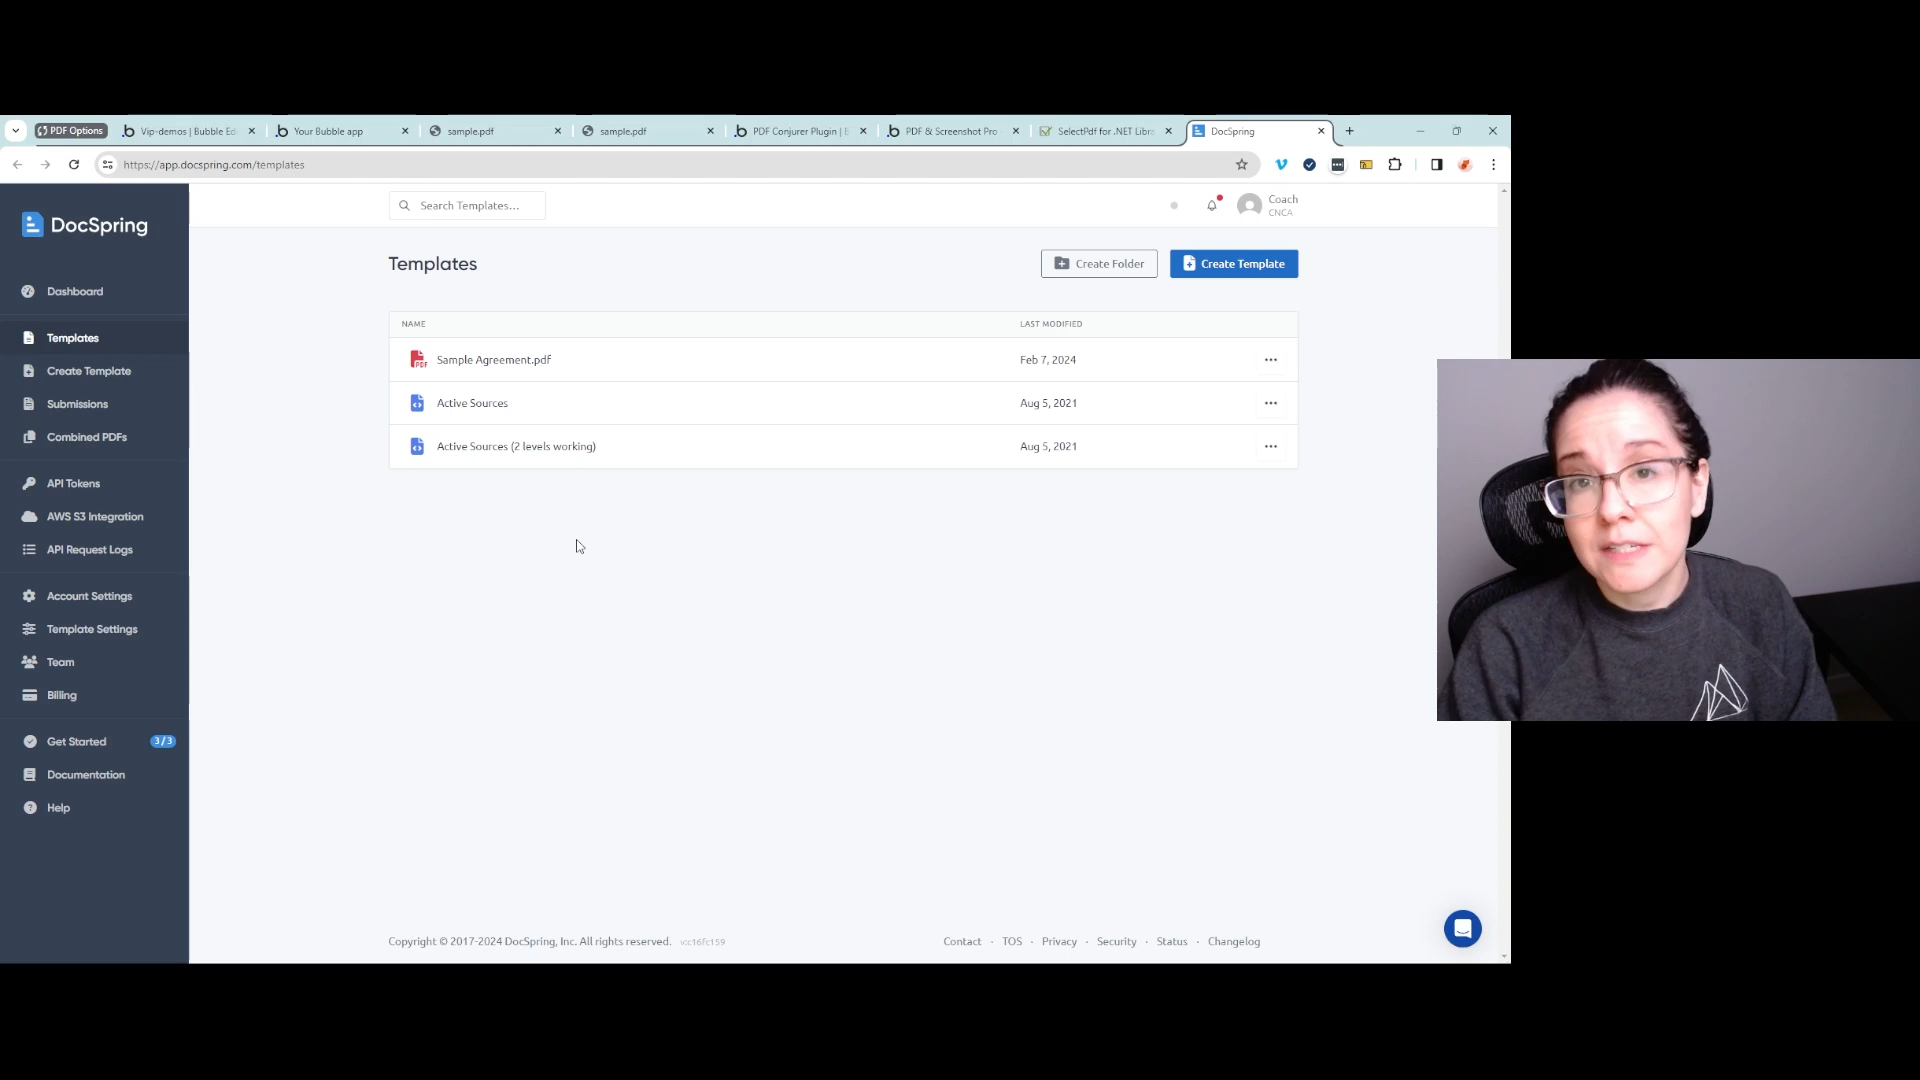 PDF Options
Vip-demos | Bubble Ed
Your Bubble app
sample.pdf
sample.pdf
PDF Conjurer Plugin | B
PDF & Screenshot Pro
SelectPdf for .NET Libra
DocSpring
https://app.docspring.com/templates
DocSpring
Search Templates...
Coach
CNCA
Templates
Create Folder
Create Template
Dashboard
Templates
Create Template
Submissions
Combined PDFs
API Tokens
AWS S3 Integration
API Request Logs
Account Settings
Template Settings
Team
Billing
Get Started 3/3
Documentation
Help
NAME LAST MODIFIED
PDF Sample Agreement.pdf Feb 7, 2024
Active Sources Aug 5, 2021
Active Sources (2 levels working) Aug 5, 2021
Copyright © 2017-2024 DocSpring, Inc. All rights reserved. v:cc16fc159
Contact · TOS · Privacy · Security · Status · Changelog